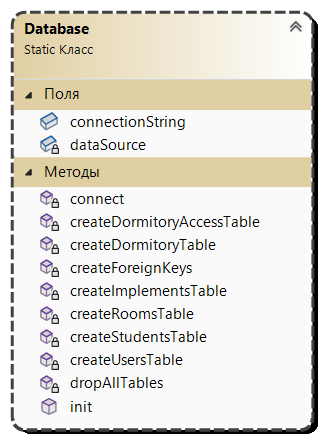 Database
Static Класс
Поля
connectionString
dataSource
Методы
connect
createDormitoryAccessTable
createDormitoryTable
createForeignKeys
createImplementsTable
createRoomsTable
createStudentsTable
createUsersTable
dropAllTables
init